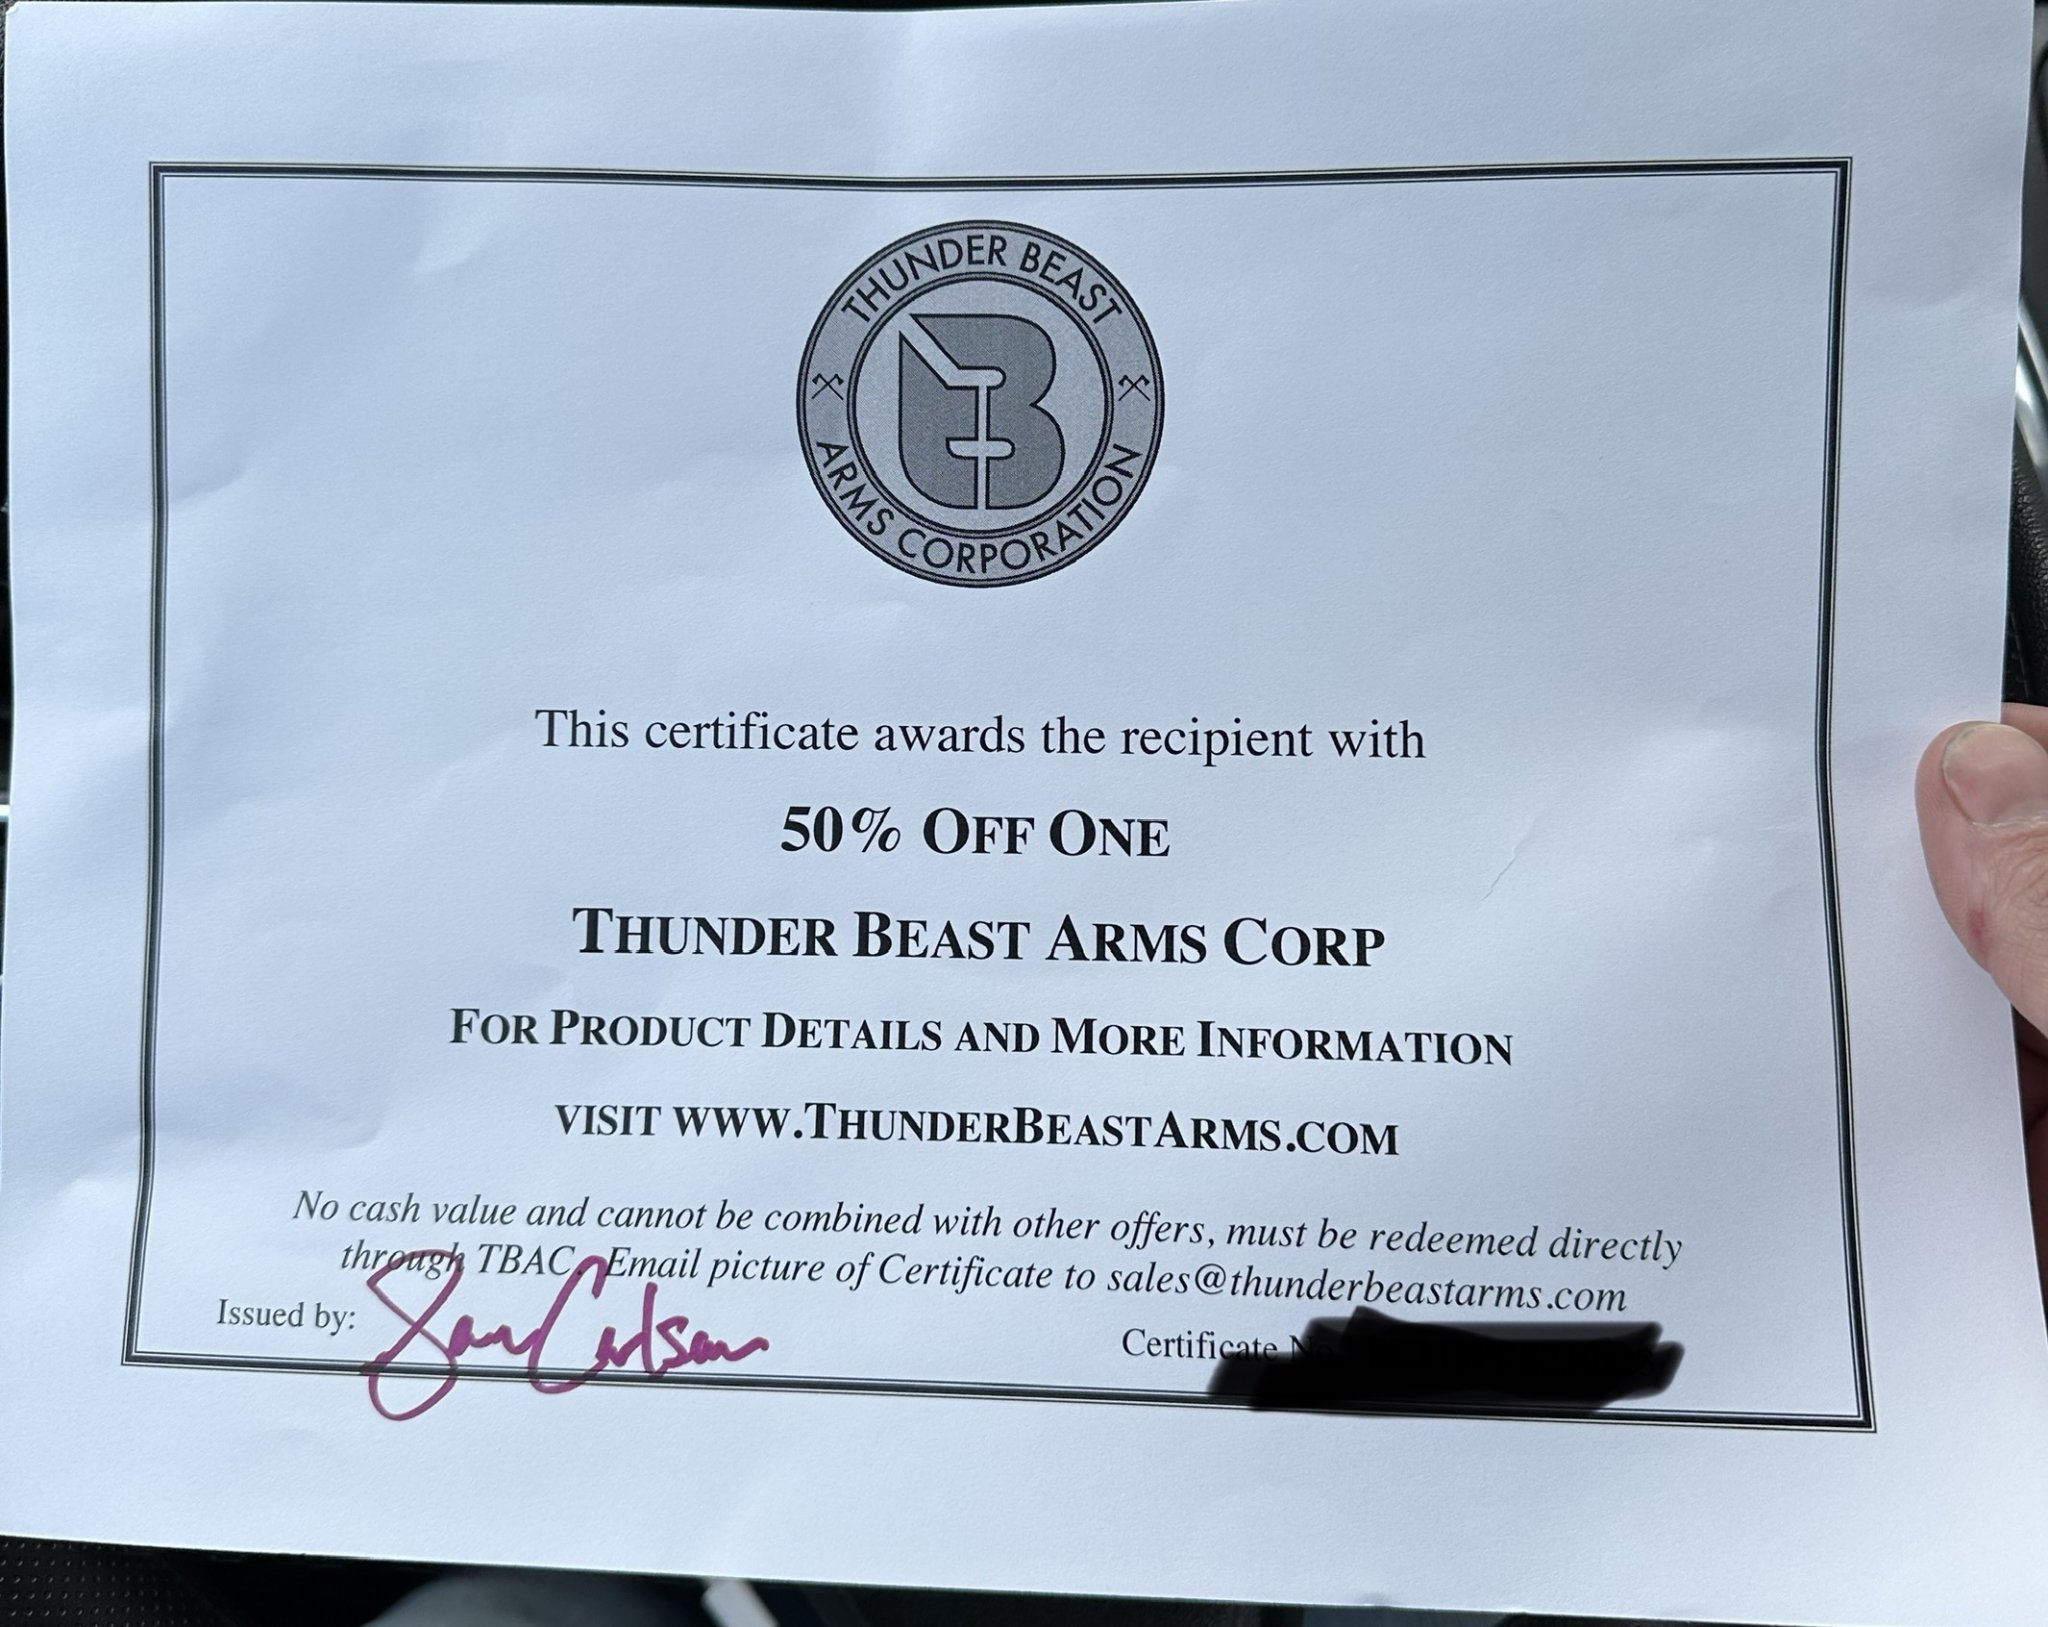 THUNDER BEAST
ARMS CORPORATION
This certificate awards the recipient with
50% OFF ONE
THUNDER BEAST ARMS CORP
FOR PRODUCT DETAILS AND MORE INFORMATION
VISIT WWW.THUNDERBEASTARMS.COM
No cash value and cannot be combined with other offers, must be redeemed directly
through TBAC. Email picture of Certificate to sales@thunderbeastarms.com
Issued by:
Certificate